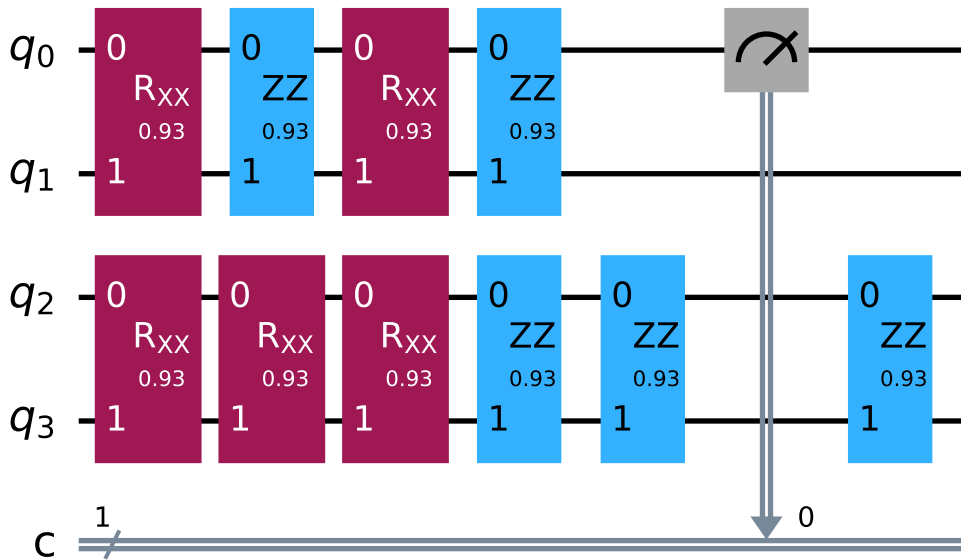 q0 0 0 0 0
RXX ZZ RXX ZZ
0.93 0.93 0.93 0.93
q1 1 1 1 1
q2 0 0 0 0 0 0
RXX RXX RXX ZZ ZZ ZZ
0.93 0.93 0.93 0.93 0.93 0.93
q3 1 1 1 1 1 1
1 0
c